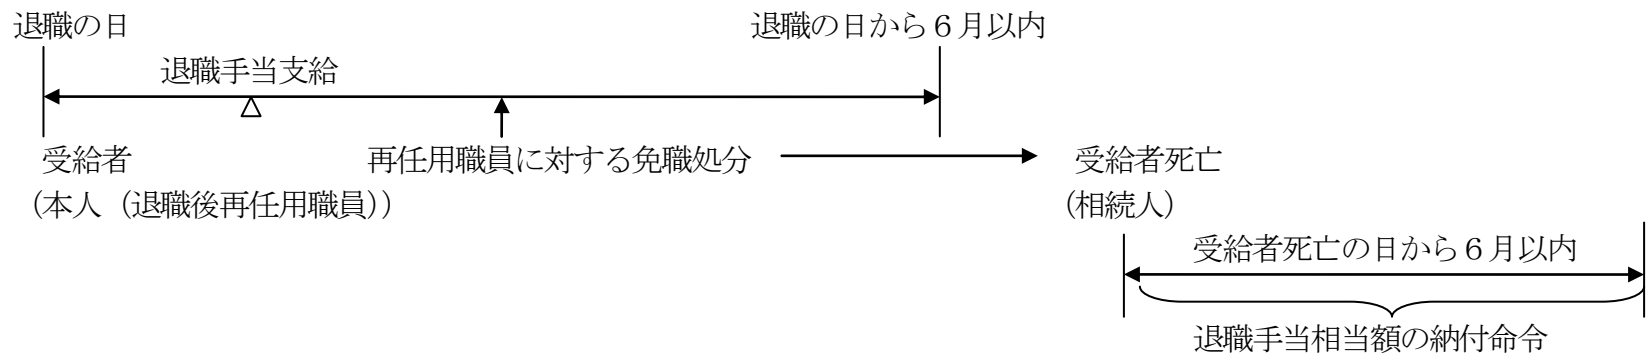 退職の日
退職の日から６月以内
退職手当支給
受給者
再任用職員に対する免職処分
受給者死亡
（本人（退職後再任用職員））
（相続人）
受給者死亡の日から６月以内
退職手当相当額の納付命令